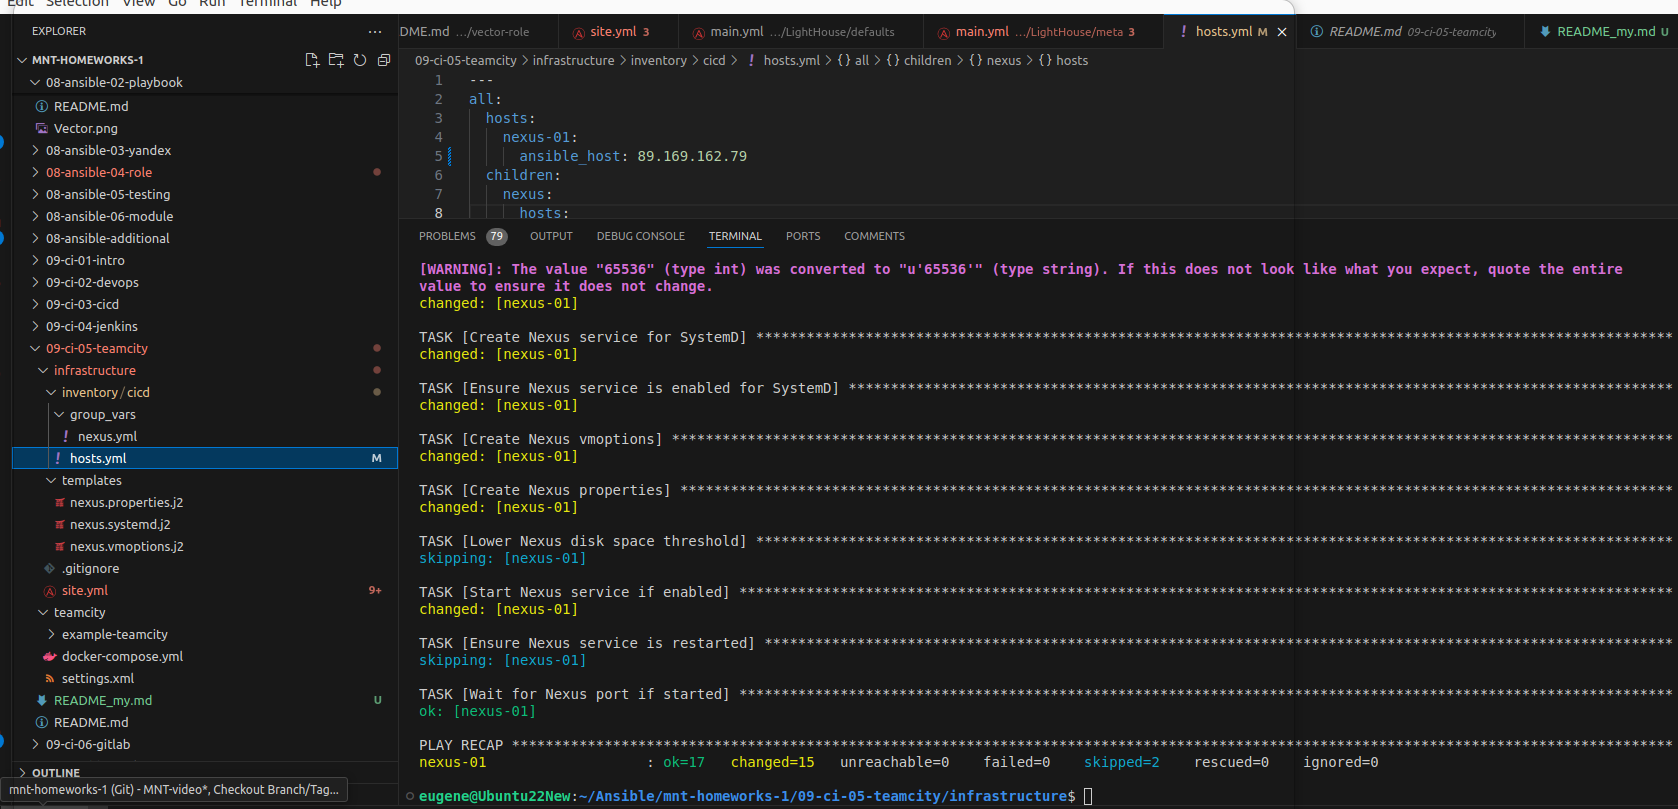 Edit Selection View Go Run Terminal Help
EXPLORER ···
DME.md .../vector-role site.yml 3 main.yml .../LightHouse/defaults main.yml .../LightHouse/meta 3 hosts.yml M README.md 09-ci-05-teamcity README_my.md U
MNT-HOMEWORKS-1
08-ansible-02-playbook
README.md
Vector.png
08-ansible-03-yandex
08-ansible-04-role
08-ansible-05-testing
08-ansible-06-module
08-ansible-additional
09-ci-01-intro
09-ci-02-devops
09-ci-03-cicd
09-ci-04-jenkins
09-ci-05-teamcity
infrastructure
inventory / cicd
group_vars
nexus.yml
hosts.yml M
templates
nexus.properties.j2
nexus.systemd.j2
nexus.vmoptions.j2
.gitignore
site.yml 9+
teamcity
example-teamcity
docker-compose.yml
settings.xml
README_my.md U
README.md
09-ci-06-gitlab
OUTLINE
mnt-homeworks-1 (Git) - MNT-video*, Checkout Branch/Tag...
09-ci-05-teamcity > infrastructure > inventory > cicd > ! hosts.yml > {} all > {} children > {} nexus > {} hosts
1 ---
2 all:
3 hosts:
4 nexus-01:
5 ansible_host: 89.169.162.79
6 children:
7 nexus:
8 hosts:
PROBLEMS 79 OUTPUT DEBUG CONSOLE TERMINAL PORTS COMMENTS
[WARNING]: The value "65536" (type int) was converted to "u'65536'" (type string). If this does not look like what you expect, quote the entire
value to ensure it does not change.
changed: [nexus-01]
TASK [Create Nexus service for SystemD] *************************************************************************************************************
changed: [nexus-01]
TASK [Ensure Nexus service is enabled for SystemD] **************************************************************************************************
changed: [nexus-01]
TASK [Create Nexus vmoptions] ***********************************************************************************************************************
changed: [nexus-01]
TASK [Create Nexus properties] **********************************************************************************************************************
changed: [nexus-01]
TASK [Lower Nexus disk space threshold] *************************************************************************************************************
skipping: [nexus-01]
TASK [Start Nexus service if enabled] ***************************************************************************************************************
changed: [nexus-01]
TASK [Ensure Nexus service is restarted] ************************************************************************************************************
skipping: [nexus-01]
TASK [Wait for Nexus port if started] ***************************************************************************************************************
ok: [nexus-01]
PLAY RECAP ******************************************************************************************************************************************
nexus-01 : ok=17 changed=15 unreachable=0 failed=0 skipped=2 rescued=0 ignored=0
eugene@Ubuntu22New:~/Ansible/mnt-homeworks-1/09-ci-05-teamcity/infrastructure$